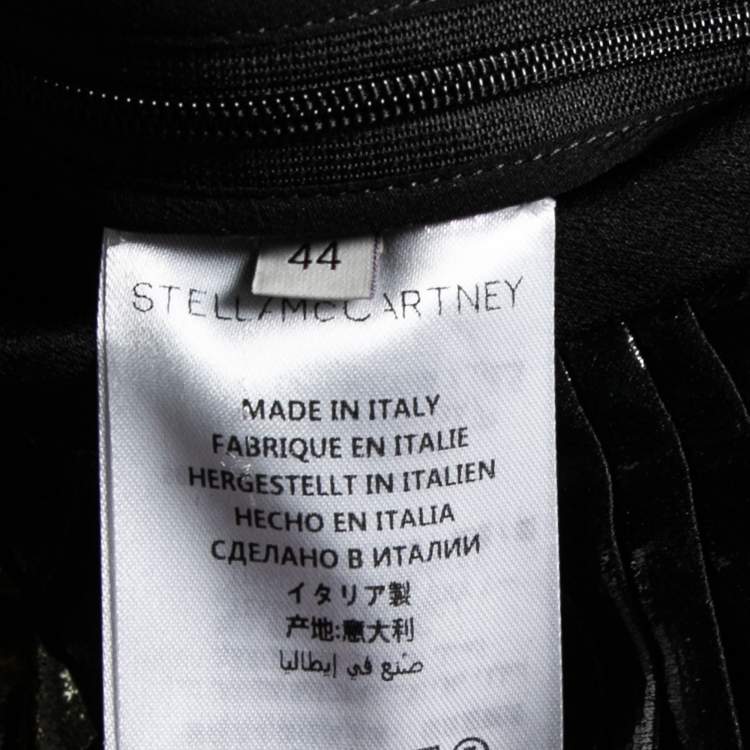 44
STELLA McCARTNEY
MADE IN ITALY
FABRIQUE EN ITALIE
HERGESTELLT IN ITALIEN
HECHO EN ITALIA
СДЕЛАНО В ИТАЛИИ
イタリア製
产地:意大利
صنع في إيطاليا